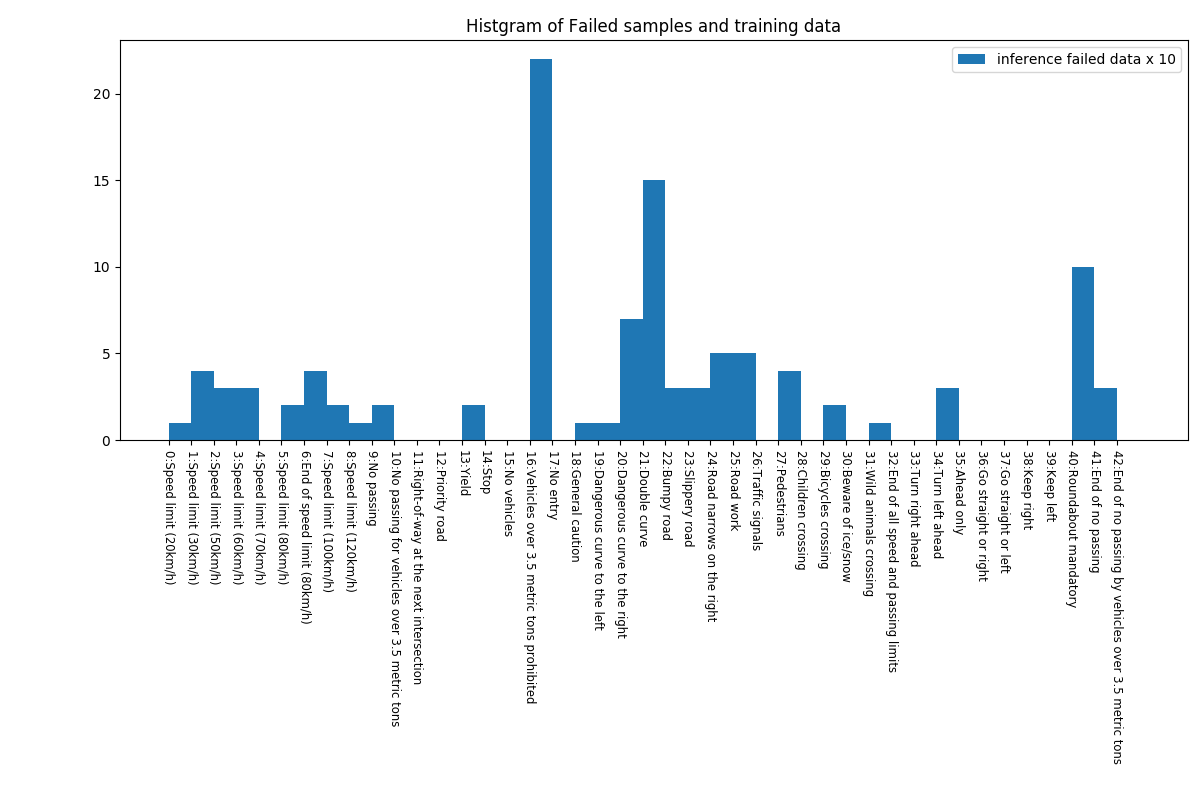 Histgram of Failed samples and training data
inference failed data x 10
20
15
10
5
0
0:Speed limit (20km/h)
1:Speed limit (30km/h)
2:Speed limit (50km/h)
3:Speed limit (60km/h)
4:Speed limit (70km/h)
5:Speed limit (80km/h)
6:End of speed limit (80km/h)
7:Speed limit (100km/h)
8:Speed limit (120km/h)
9:No passing
10:No passing for vehicles over 3.5 metric tons
11:Right-of-way at the next intersection
12:Priority road
13:Yield
14:Stop
15:No vehicles
16:Vehicles over 3.5 metric tons prohibited
17:No entry
18:General caution
19:Dangerous curve to the left
20:Dangerous curve to the right
21:Double curve
22:Bumpy road
23:Slippery road
24:Road narrows on the right
25:Road work
26:Traffic signals
27:Pedestrians
28:Children crossing
29:Bicycles crossing
30:Beware of ice/snow
31:Wild animals crossing
32:End of all speed and passing limits
33:Turn right ahead
34:Turn left ahead
35:Ahead only
36:Go straight or right
37:Go straight or left
38:Keep right
39:Keep left
40:Roundabout mandatory
41:End of no passing
42:End of no passing by vehicles over 3.5 metric tons